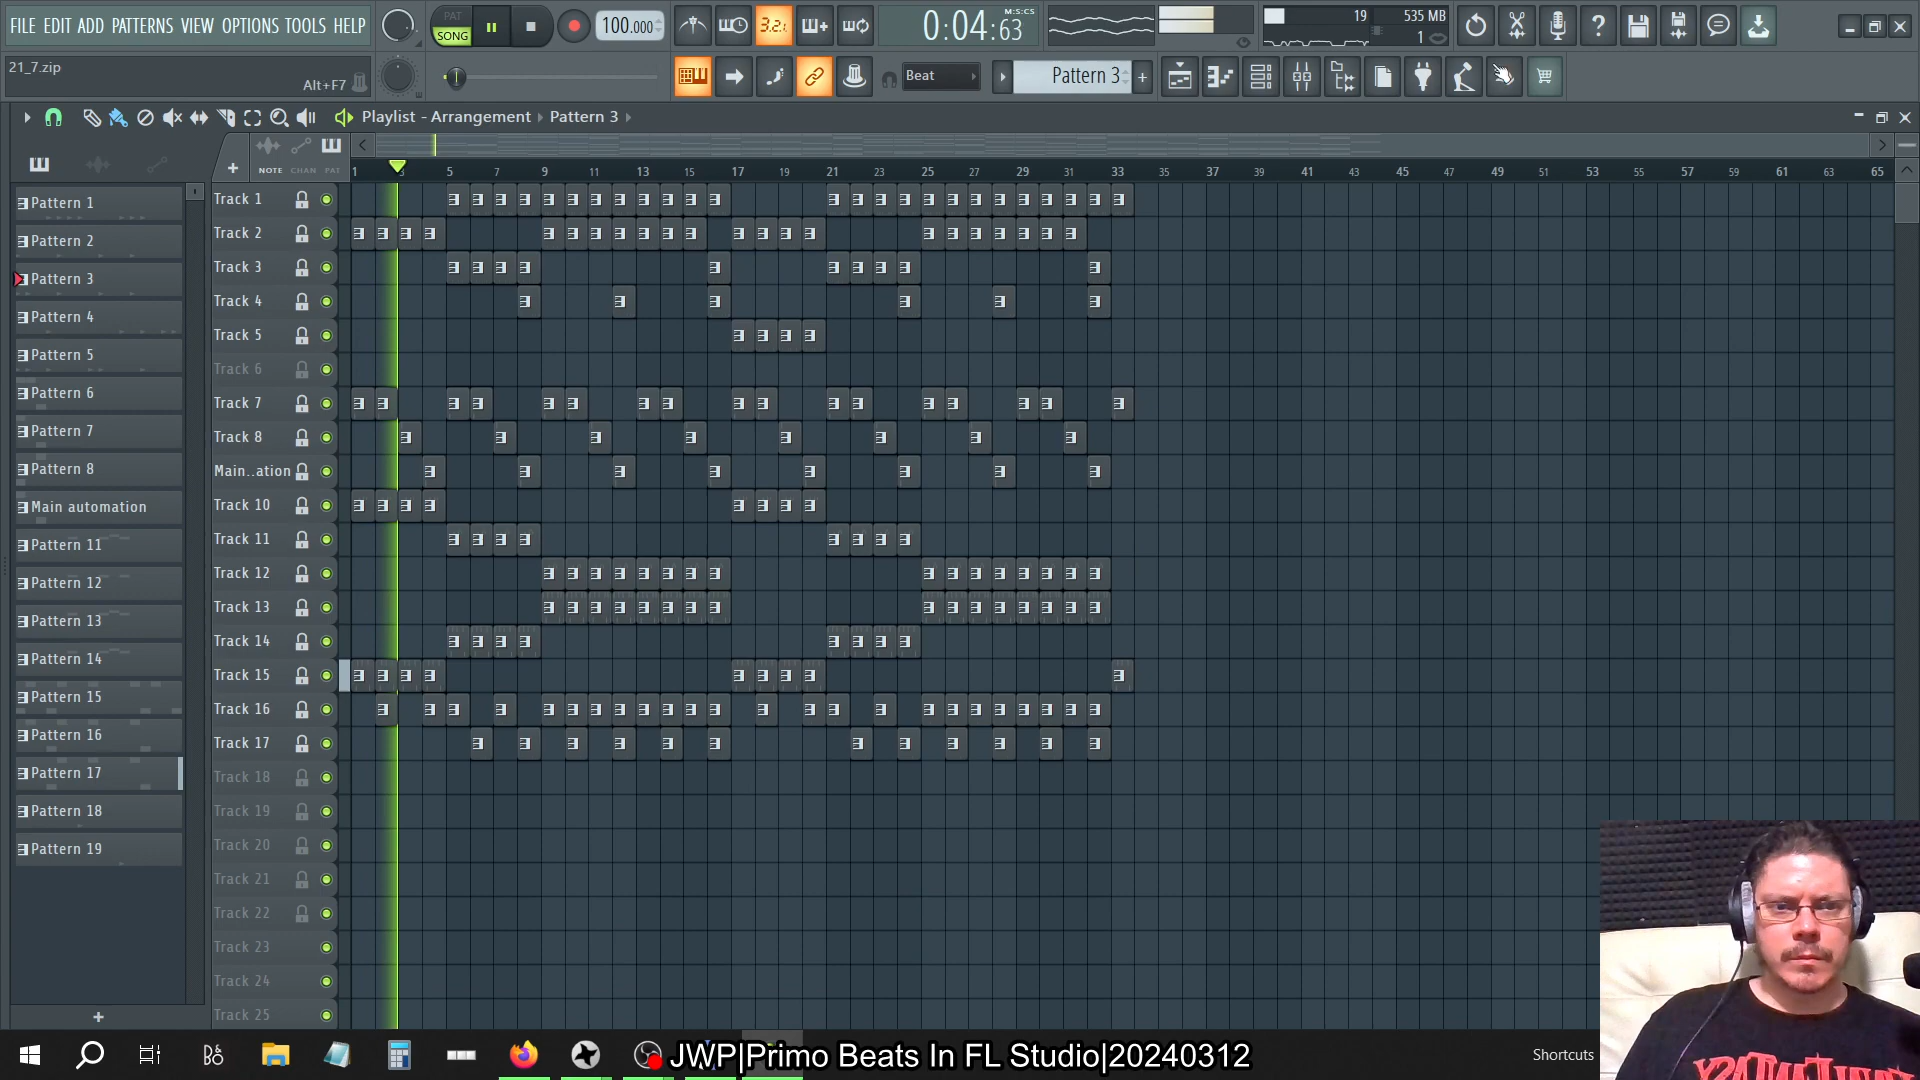 FILE EDIT ADD PATTERNS VIEW OPTIONS TOOLS HELP
PAT
SONG
100.000
3.2.1
0:04:63
M:S:CS
19
535 MB
1
21_7.zip
Alt+F7
Beat
Pattern 3
Playlist - Arrangement Pattern 3
NOTE CHAN PAT
1 3 5 7 9 11 13 15 17 19 21 23 25 27 29 31 33 35 37 39 41 43 45 47 49 51 53 55 57 59 61 63 65
Pattern 1
Pattern 2
Pattern 3
Pattern 4
Pattern 5
Pattern 6
Pattern 7
Pattern 8
Main automation
Pattern 11
Pattern 12
Pattern 13
Pattern 14
Pattern 15
Pattern 16
Pattern 17
Pattern 18
Pattern 19
Track 1
Track 2
Track 3
Track 4
Track 5
Track 6
Track 7
Track 8
Main..ation
Track 10
Track 11
Track 12
Track 13
Track 14
Track 15
Track 16
Track 17
Track 18
Track 19
Track 20
Track 21
Track 22
Track 23
Track 24
Track 25
JWP|Primo Beats In FL Studio|20240312
Shortcuts